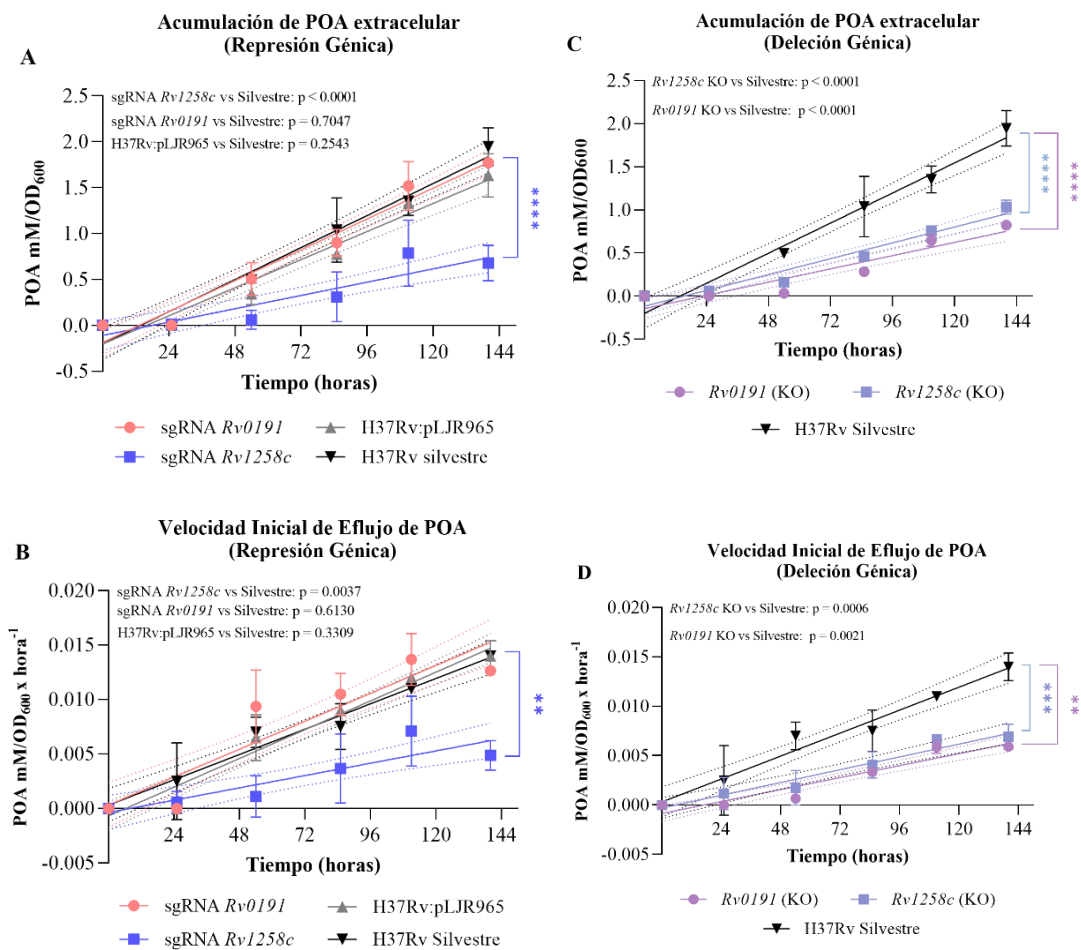 Acumulación de POA extracelular
(Represión Génica)
A
sgRNA Rv1258c vs Silvestre: p < 0.0001
sgRNA Rv0191 vs Silvestre: p = 0.7047
H37Rv:pLJR965 vs Silvestre: p = 0.2543
2.5
2.0
1.5
1.0
0.5
0.0
-0.5
POA mM/OD600
24
48
72
96
120
144
Tiempo (horas)
****
sgRNA Rv0191
H37Rv:pLJR965
sgRNA Rv1258c
H37Rv silvestre
Acumulación de POA extracelular
(Deleción Génica)
C
Rv1258c KO vs Silvestre: p < 0.0001
Rv0191 KO vs Silvestre: p < 0.0001
2.5
2.0
1.5
1.0
0.5
0.0
-0.5
POA mM/OD600
24
48
72
96
120
144
Tiempo (horas)
****
****
Rv0191 (KO)
Rv1258c (KO)
H37Rv Silvestre
Velocidad Inicial de Eflujo de POA
(Represión Génica)
B
sgRNA Rv1258c vs Silvestre: p = 0.0037
sgRNA Rv0191 vs Silvestre: p = 0.6130
H37Rv:pLJR965 vs Silvestre: p = 0.3309
0.020
0.015
0.010
0.005
0.000
-0.005
POA mM/OD600 x hora-1
24
48
72
96
120
144
Tiempo (horas)
**
sgRNA Rv0191
H37Rv:pLJR965
sgRNA Rv1258c
H37Rv Silvestre
Velocidad Inicial de Eflujo de POA
(Deleción Génica)
D
Rv1258c KO vs Silvestre: p = 0.0006
Rv0191 KO vs Silvestre: p = 0.0021
0.020
0.015
0.010
0.005
0.000
-0.005
POA mM/OD600 x hora-1
24
48
72
96
120
144
Tiempo (horas)
***
**
Rv0191 (KO)
Rv1258c (KO)
H37Rv Silvestre